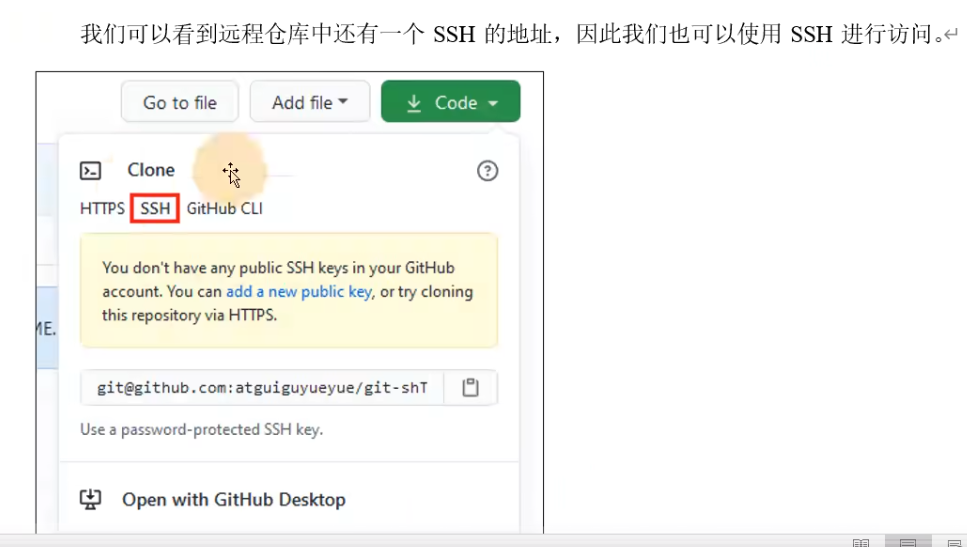 我们可以看到远程仓库中还有一个 SSH 的地址，因此我们也可以使用 SSH 进行访问。
Go to file
Add file
Code
Clone
HTTPS SSH GitHub CLI
You don't have any public SSH keys in your GitHub
account. You can add a new public key, or try cloning
this repository via HTTPS.
ME.
git@github.com:atguiguyueyue/git-shT
Use a password-protected SSH key.
Open with GitHub Desktop